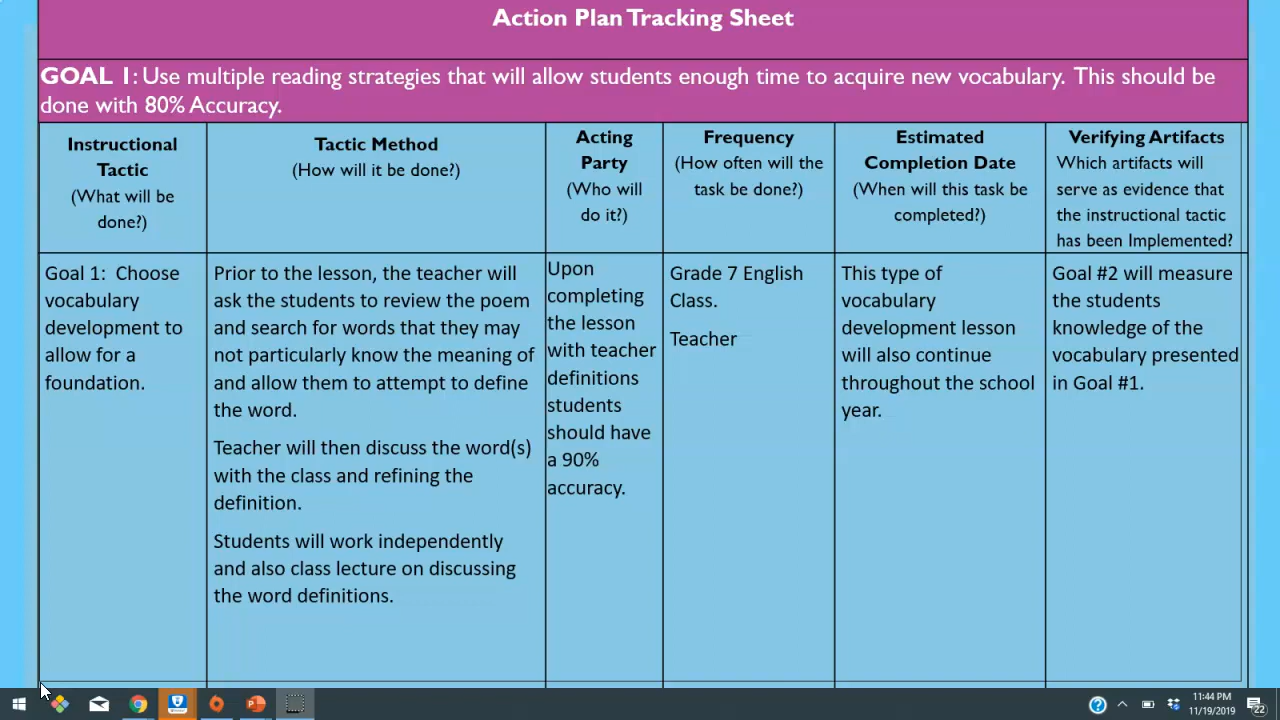 Action Plan Tracking Sheet
GOAL 1: Use multiple reading strategies that will allow students enough time to acquire new vocabulary. This should be
done with 80% Accuracy.
Instructional
Tactic
(What will be
done?)
Tactic Method
(How will it be done?)
Acting
Party
(Who will
do it?)
Frequency
(How often will the
task be done?)
Estimated
Completion Date
(When will this task be
completed?)
Verifying Artifacts
Which artifacts will
serve as evidence that
the instructional tactic
has been Implemented?
Goal 1: Choose
vocabulary
development to
allow for a
foundation.
Prior to the lesson, the teacher will
ask the students to review the poem
and search for words that they may
not particularly know the meaning of
and allow them to attempt to define
the word.
Teacher will then discuss the word(s)
with the class and refining the
definition.
Students will work independently
and also class lecture on discussing
the word definitions.
Upon
completing
the lesson
with teacher
definitions
students
should have
a 90%
accuracy.
Grade 7 English
Class.
Teacher
This type of
vocabulary
development lesson
will also continue
throughout the school
year.
Goal #2 will measure
the students
knowledge of the
vocabulary presented
in Goal #1.
11:44 PM
11/19/2019
22